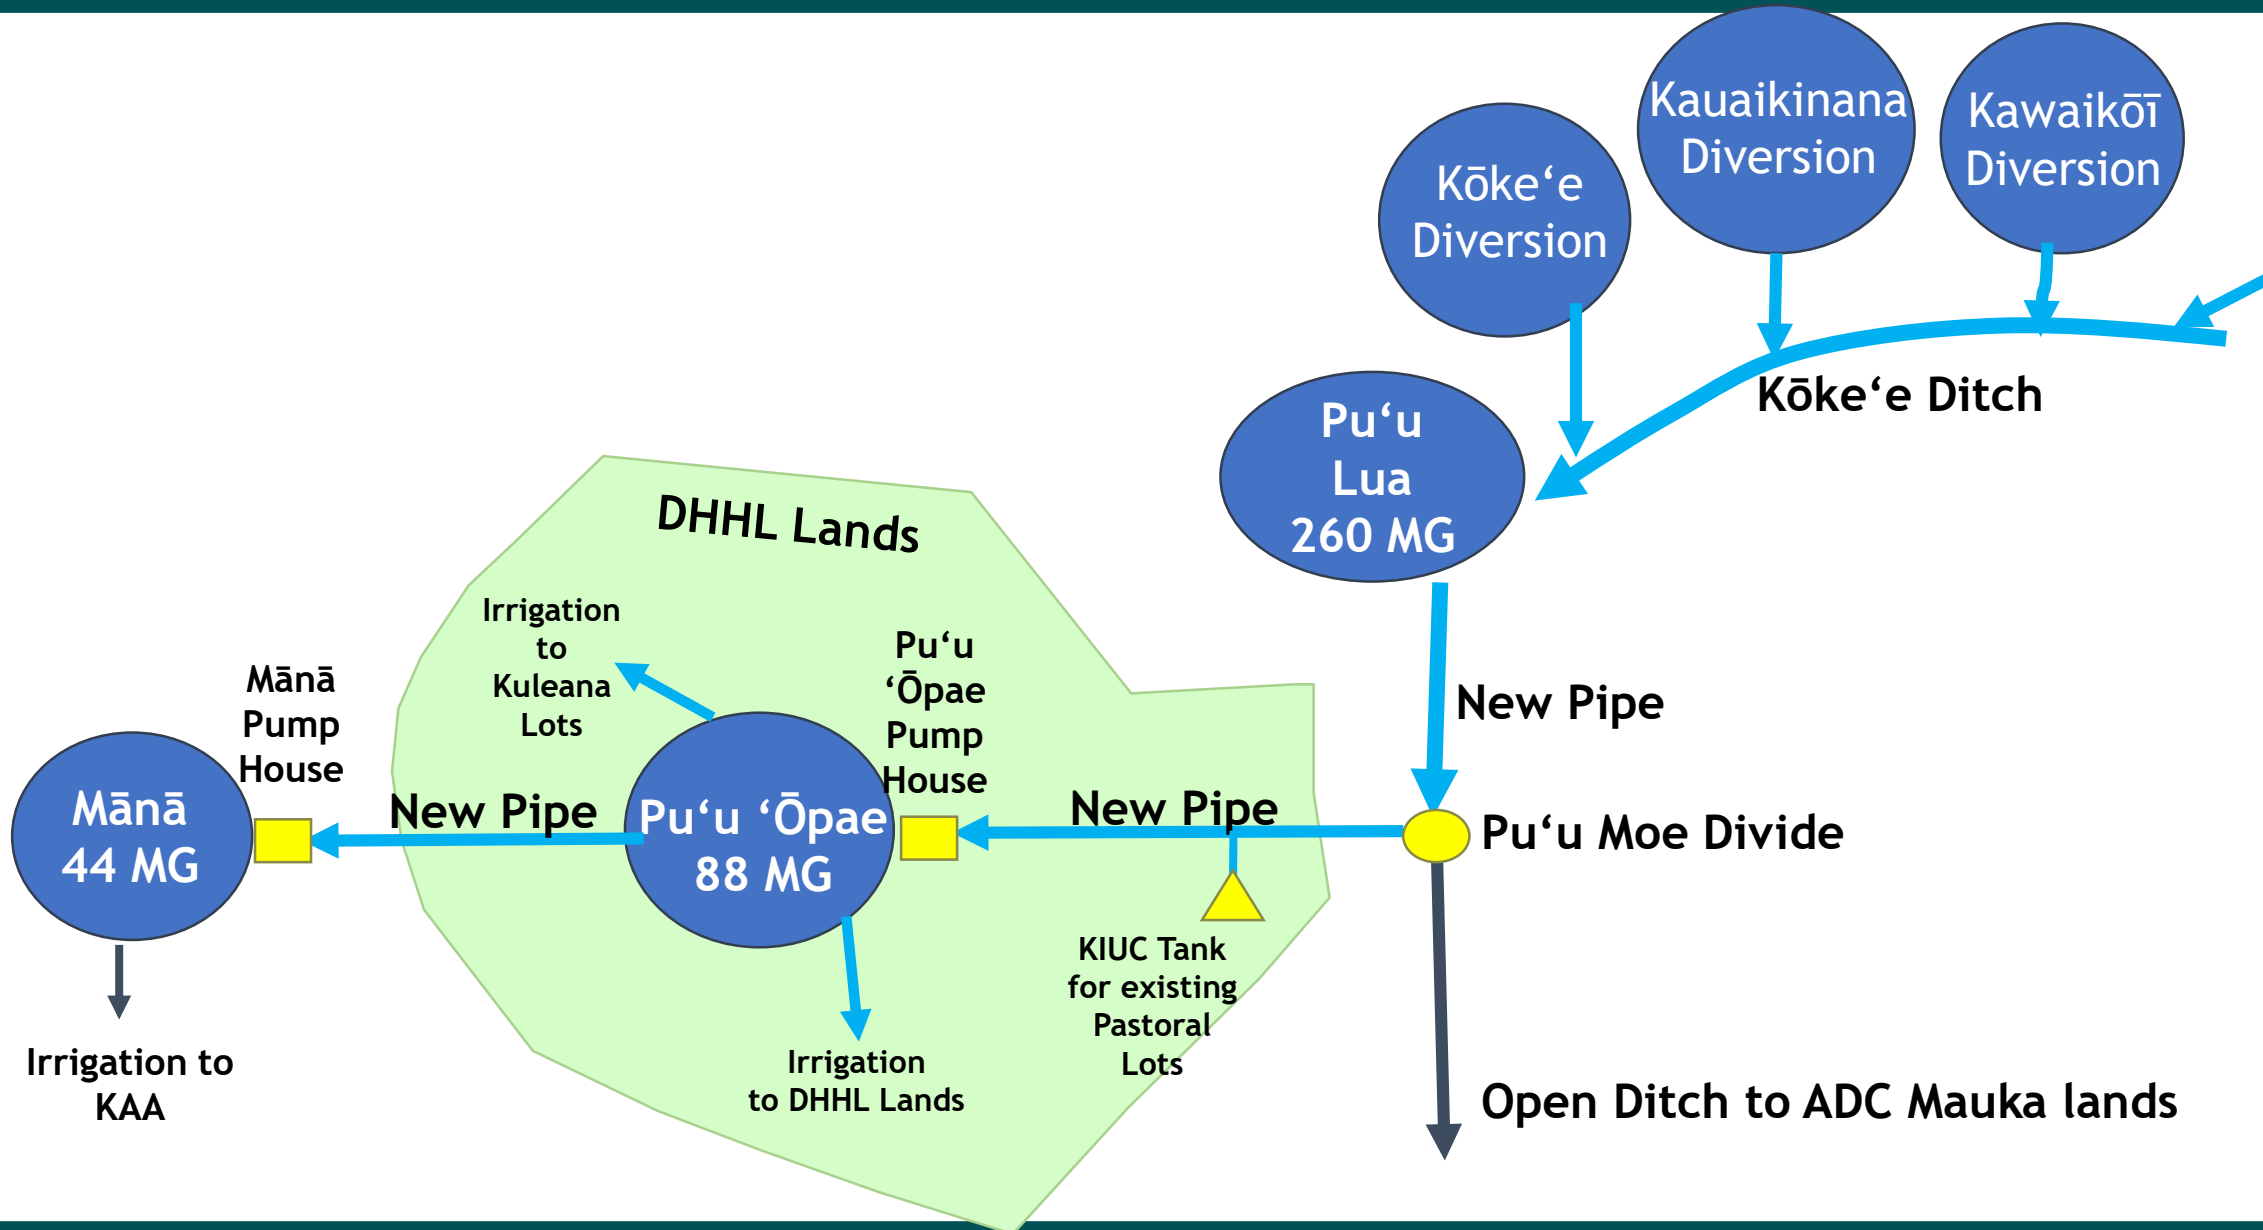 Kauaikinana
Diversion
Kawaikōī
Diversion
Kōkeʻe
Diversion
Kōkeʻe Ditch
Puʻu
Lua
260 MG
DHHL Lands
Irrigation
to
Kuleana
Lots
Puʻu
ʻŌpae
Pump
House
Mānā
Pump
House
New Pipe
Mānā
44 MG
New Pipe
Puʻu ʻŌpae
88 MG
New Pipe
Puʻu Moe Divide
KIUC Tank
for existing
Pastoral
Lots
Irrigation
to DHHL Lands
Irrigation to
KAA
Open Ditch to ADC Mauka lands